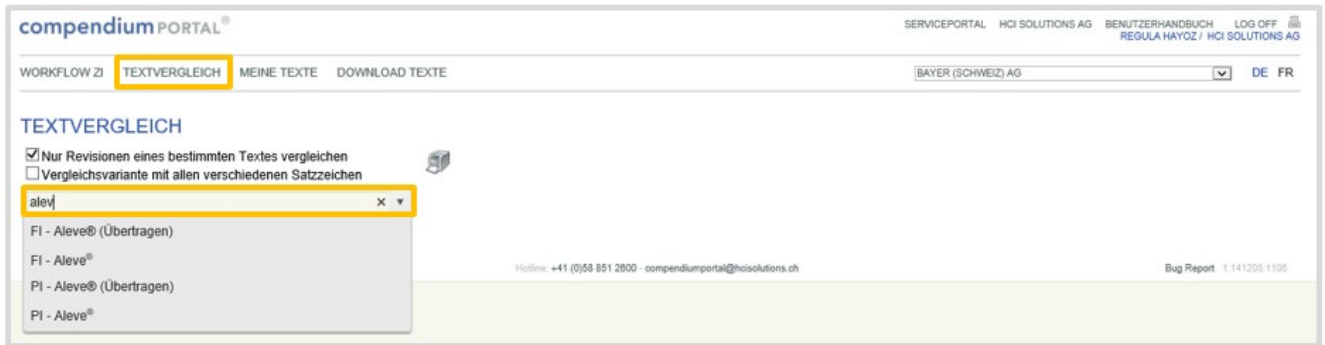 compendium PORTAL®
SERVICEPORTAL HCI SOLUTIONS AG BENUTZERHANDBUCH LOG OFF
REGULA HAYOZ / HCI SOLUTIONS AG
WORKFLOW ZI TEXTVERGLEICH MEINE TEXTE DOWNLOAD TEXTE
BAYER (SCHWEIZ) AG
DE FR
TEXTVERGLEICH
Nur Revisionen eines bestimmten Textes vergleichen
Vergleichsvariante mit allen verschiedenen Satzzeichen
alev
FI - Aleve® (Übertragen)
FI - Aleve®
PI - Aleve® (Übertragen)
PI - Aleve®
Hotline: +41 (0)58 851 2600 - compendiumportal@hcisolutions.ch
Bug Report 1.141208.1106